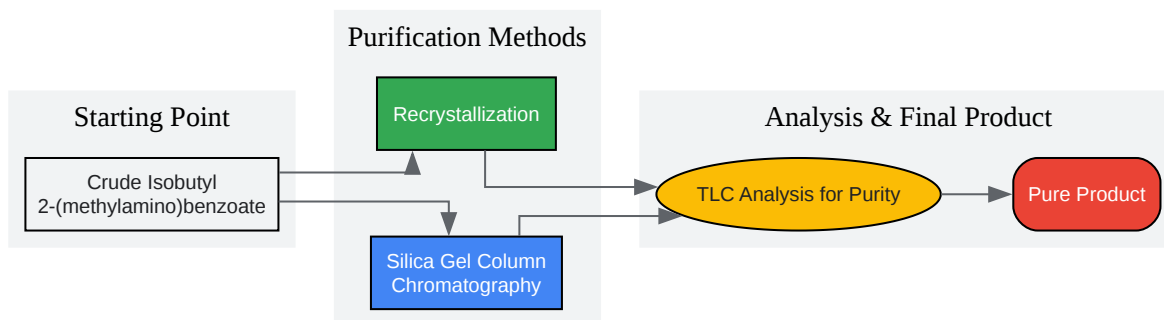 Starting Point
Crude Isobutyl
2-(methylamino)benzoate
Purification Methods
Recrystallization
Silica Gel Column
Chromatography
Analysis & Final Product
TLC Analysis for Purity
Pure Product